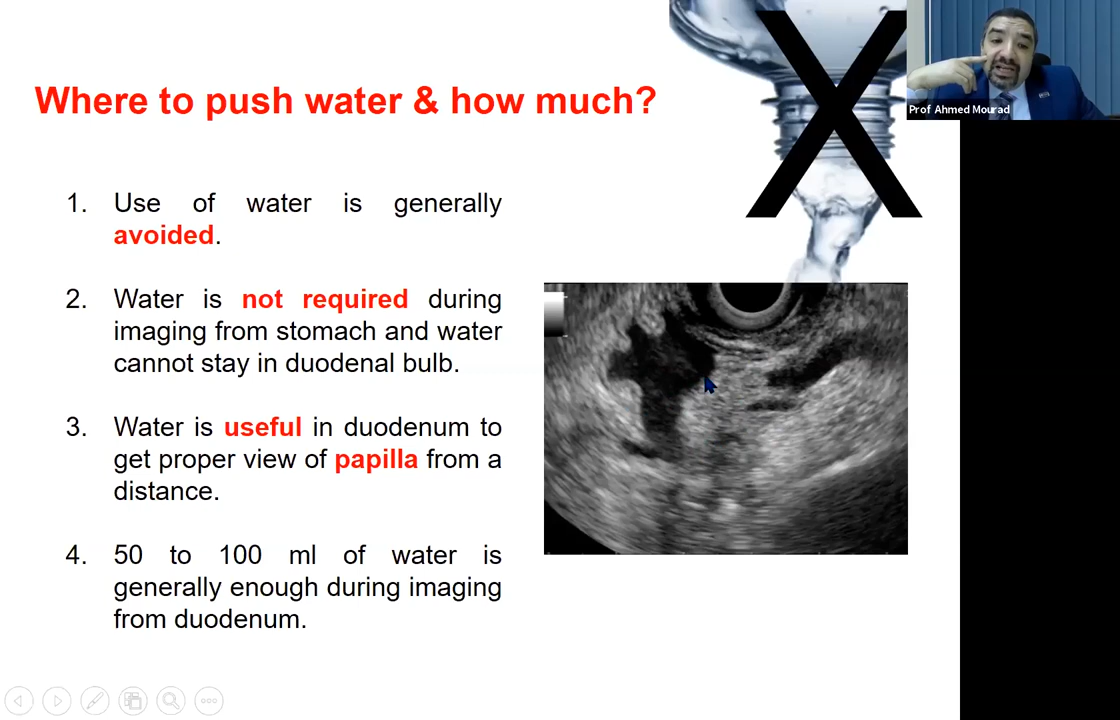 Where to push water & how much?
Prof Ahmed Mourad
1. Use of water is generally
avoided.
2. Water is not required during
imaging from stomach and water
cannot stay in duodenal bulb.
3. Water is useful in duodenum to
get proper view of papilla from a
distance.
4. 50 to 100 ml of water is
generally enough during imaging
from duodenum.